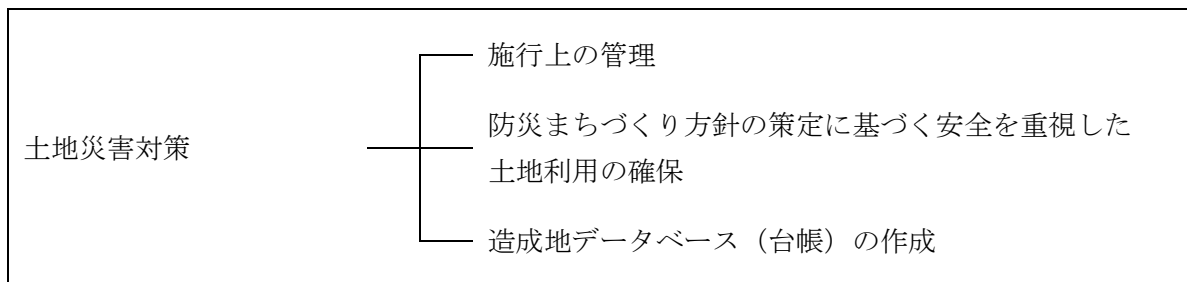 施行上の管理
土地災害対策
防災まちづくり方針の策定に基づく安全を重視した
土地利用の確保
造成地データベース（台帳）の作成